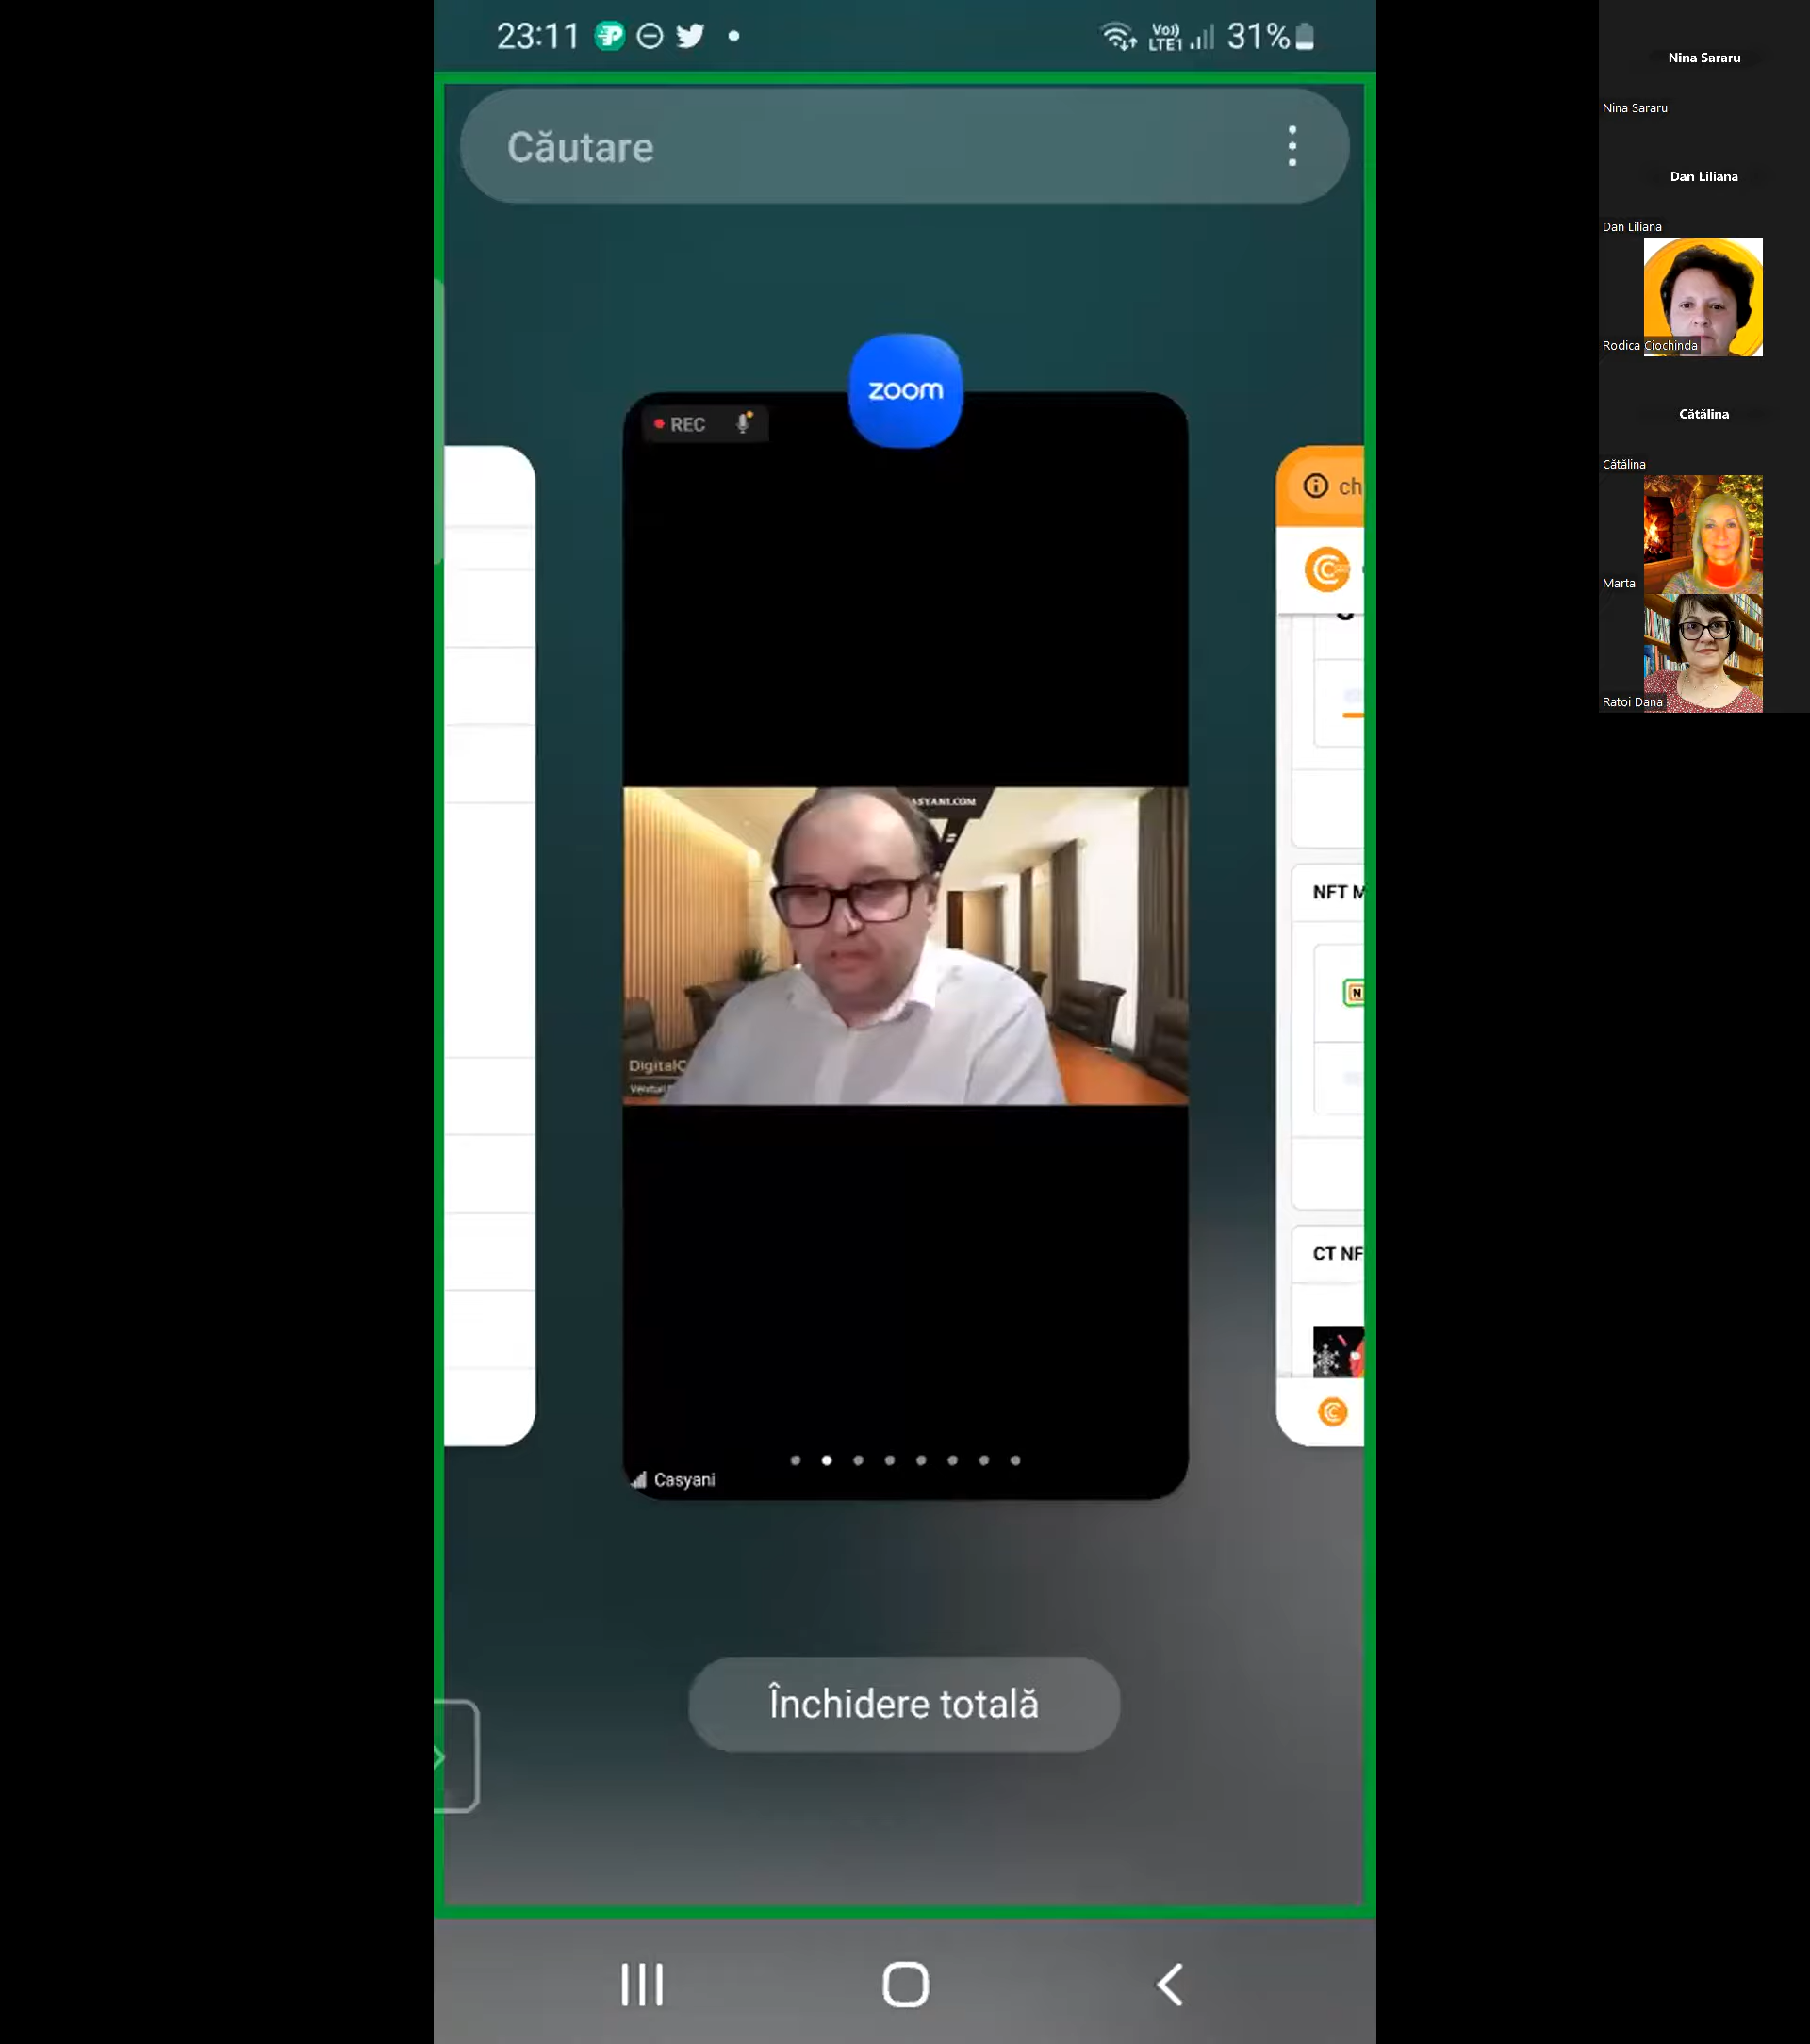 23:11
Vo))
LTE1
31%
Căutare
zoom
REC
ch
ASYANI.COM
DigitalC
NFT M
N
CT NF
Casyani
Închidere totală
Nina Sararu
Nina Sararu
Dan Liliana
Dan Liliana
Rodica Ciochinda
Cătălina
Cătălina
Marta
Ratoi Dana